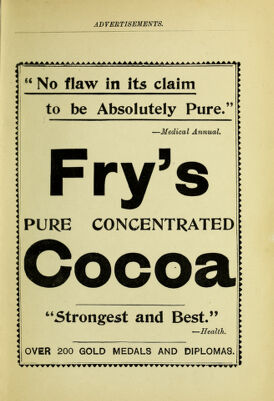 ADVERTISEMENTS.
“No flaw in its claim
to be Absolutely Pure.”
—Medical Annual.
Fry’s
PURE CONCENTRATED
Cocoa
“Strongest and Best.”
—Health.
OVER 200 GOLD MEDALS AND DIPLOMAS.